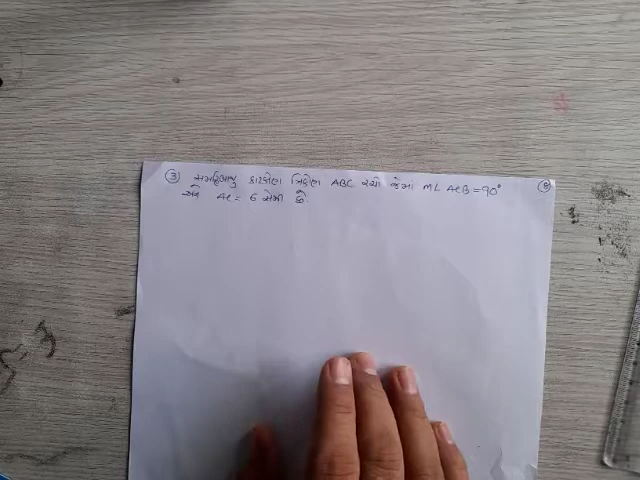 ③ સમદ્વિબાજુ કાટકોણ ત્રિકોણ ABC રચો જેમાં m∠ ACB = 90°
અને AC = 6 સેમી છે.